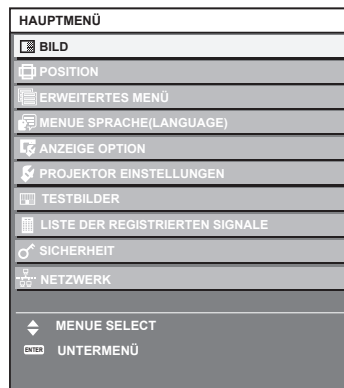 HAUPTMENÜ
BILD
POSITION
ERWEITERTES MENÜ
MENUE SPRACHE(LANGUAGE)
ANZEIGE OPTION
PROJEKTOR EINSTELLUNGEN
TESTBILDER
LISTE DER REGISTRIERTEN SIGNALE
SICHERHEIT
NETZWERK
MENUE SELECT
ENTER UNTERMENÜ